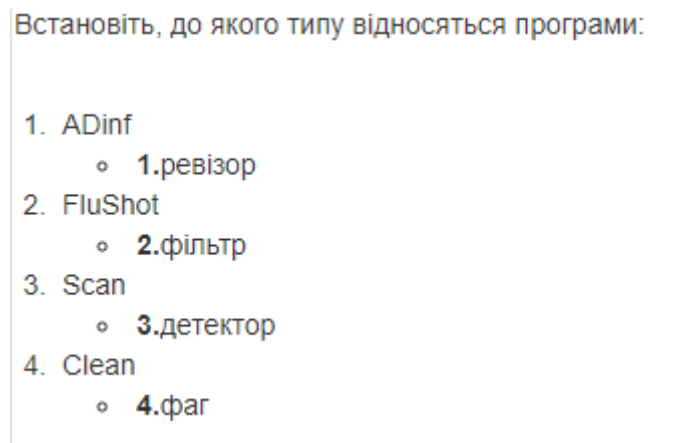 Встановіть, до якого типу відносяться програми:
1. ADinf
1.ревізор
2. FluShot
2.фільтр
3. Scan
3.детектор
4. Clean
4.фаг